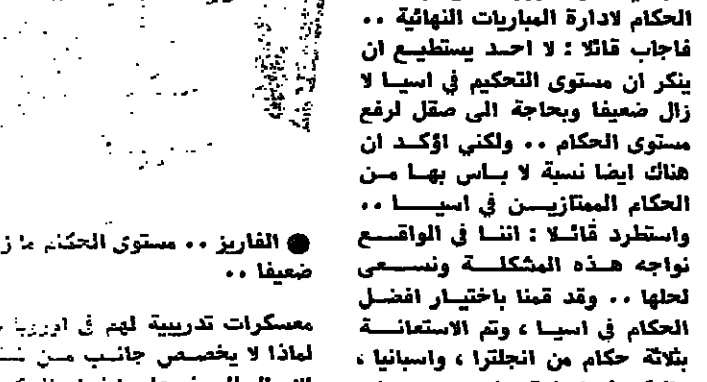 الحكام لادارة المباريات النهائية ..
فاجاب قائلا : لا احد يستطيع ان
ينكر ان مستوى التحكيم في اسيا لا
زال ضعيفا وبحاجة الى صقل لرفع
مستوى الحكام .. ولكني اؤكد ان
هناك ايضا نسبة لا باس بها من
الحكام الممتازين في اسيا ..
واستطرد قائلا : اننا في الواقع
نواجه هذه المشكلة ونسعى
لحلها .. وقد قمنا باختيار افضل
الحكام في اسيا ، وتم الاستعانة
بثلاثة حكام من انجلترا ، واسبانيا ،
● الفاريز .. مستوى الحكام ما ز
ضعيفا ..
معسكرات تدريبية لهم في اوروبا
لماذا لا يخصص جانب من